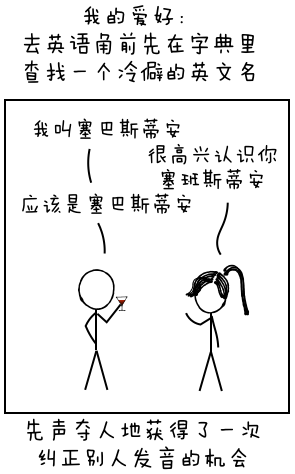 我的爱好:
去英语角前先在字典里
查找一个冷僻的英文名
我叫塞巴斯蒂安
很高兴认识你
塞班斯蒂安
应该是塞巴斯蒂安
先声夺人地获得了一次
纠正别人发音的机会